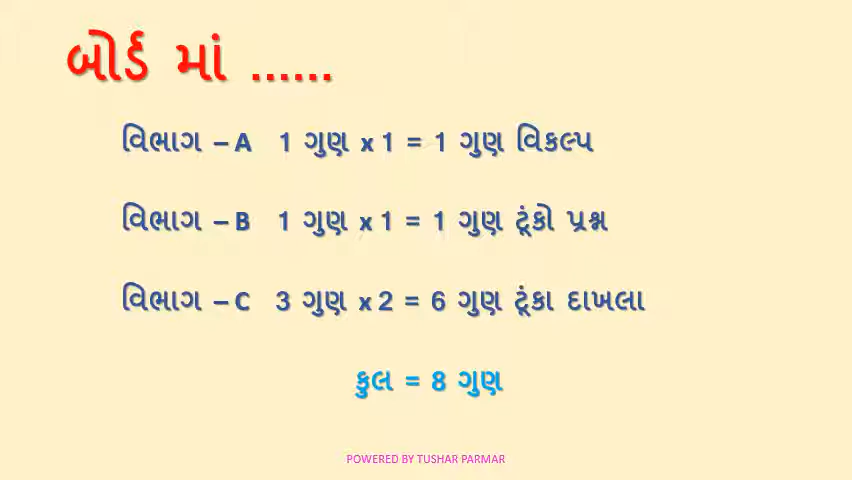 બોર્ડ માં ......
વિભાગ – A 1 ગુણ x 1 = 1 ગુણ વિકલ્પ
વિભાગ – B 1 ગુણ x 1 = 1 ગુણ ટૂંકો પ્રશ્ન
વિભાગ – C 3 ગુણ x 2 = 6 ગુણ ટૂંકા દાખલા
કુલ = 8 ગુણ
POWERED BY TUSHAR PARMAR